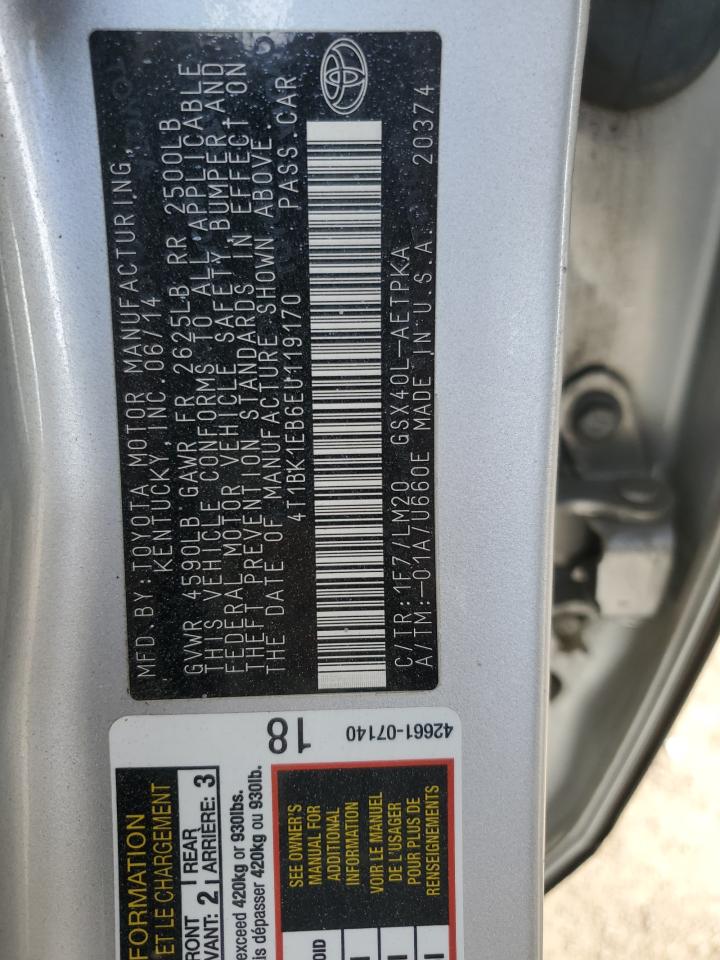 MFD. BY: TOYOTA MOTOR MANUFACTURING,
KENTUCKY INC. 06/14
GVWR 4590LB GAWR FR 2625LB RR 2500LB
THIS VEHICLE CONFORMS TO ALL APPLICABLE
FEDERAL MOTOR VEHICLE SAFETY, BUMPER AND
THEFT PREVENTION STANDARDS IN EFFECT ON
THE DATE OF MANUFACTURE SHOWN ABOVE.
4T1BK1EB6EU119170 PASS. CAR
C/TR: 1F7/LM20 GSX40L-AETPKA
A/TM: -01A/U660E MADE IN U.S.A. 20374
18
42661-07140
FORMATION
ET LE CHARGEMENT
RONT 2 REAR 3
VANT: ARRIÈRE:
exceed 420kg or 930lbs.
is dépasser 420kg ou 930lb.
SEE OWNER'S
MANUAL FOR
ADDITIONAL
INFORMATION
VOIR LE MANUEL
DE L'USAGER
POUR PLUS DE
RENSEIGNEMENTS
OID